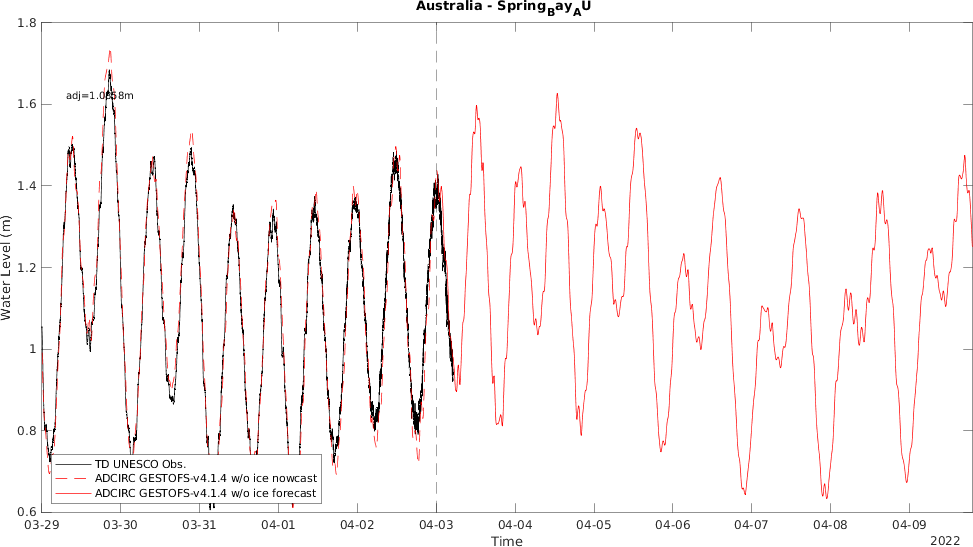 Australia - SpringBayAU
1.8
1.6
1.4
1.2
1
0.8
0.6
Water Level (m)
adj=1.0858m
TD UNESCO Obs.
ADCIRC GESTOFS-v4.1.4 w/o ice nowcast
ADCIRC GESTOFS-v4.1.4 w/o ice forecast
03-29 03-30 03-31 04-01 04-02 04-03 04-04 04-05 04-06 04-07 04-08 04-09
Time
2022